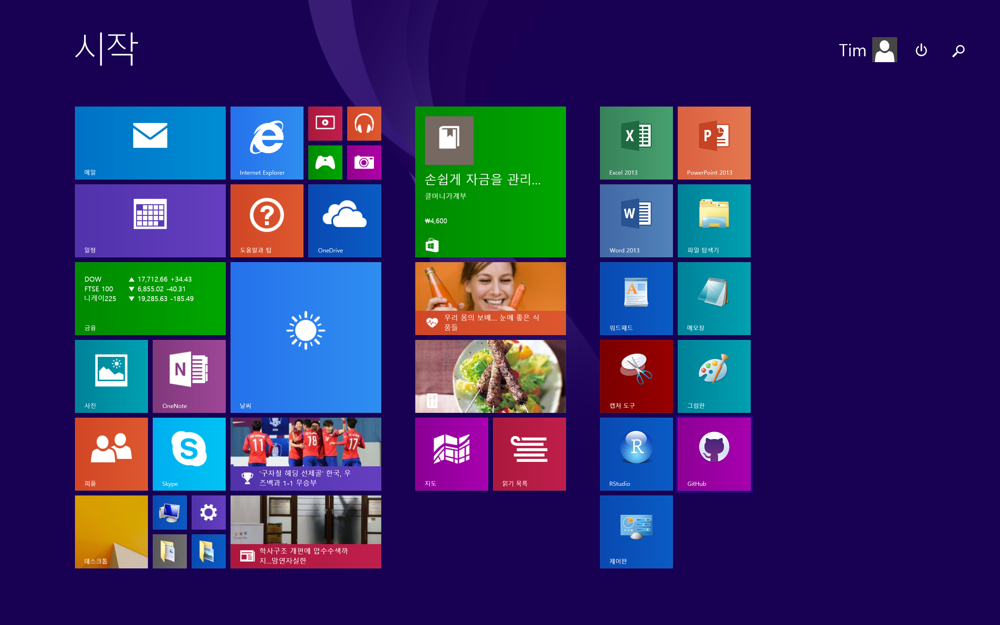 시작
Tim
메일
Internet Explorer
일정
도움말과 팁
OneDrive
DOW ▲ 17,712.66 +34.43
FTSE 100 ▼ 6,855.02 -40.31
니케이225 ▼ 19,285.63 -185.49
금융
날씨
사진
N
OneNote
피플
S
Skype
KFA
11
18
14
17
'구자철 헤딩 선제골' 한국, 우
즈벡과 1-1 무승부
데스크톱
학사구조 개편에 압수수색까
지...망연자실한
손쉽게 자금을 관리...
클머니가계부
₩4,600
우리 몸의 보배.... 눈에 좋은 식
품들
지도
읽기 목록
X
Excel 2013
P
PowerPoint 2013
W
Word 2013
파일 탐색기
A
워드패드
메모장
캡처 도구
그림판
R
RStudio
GitHub
제어판